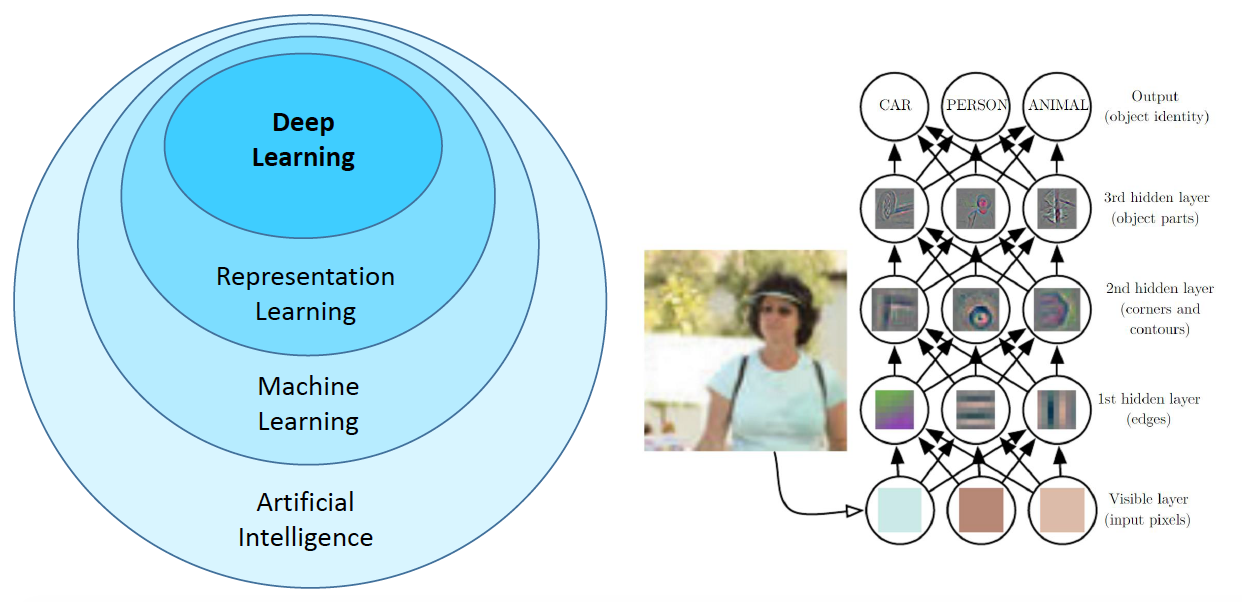 Deep
Learning
Representation
Learning
Machine
Learning
Artificial
Intelligence
CAR
PERSON
ANIMAL
Output
(object identity)
3rd hidden layer
(object parts)
2nd hidden layer
(corners and
contours)
1st hidden layer
(edges)
Visible layer
(input pixels)